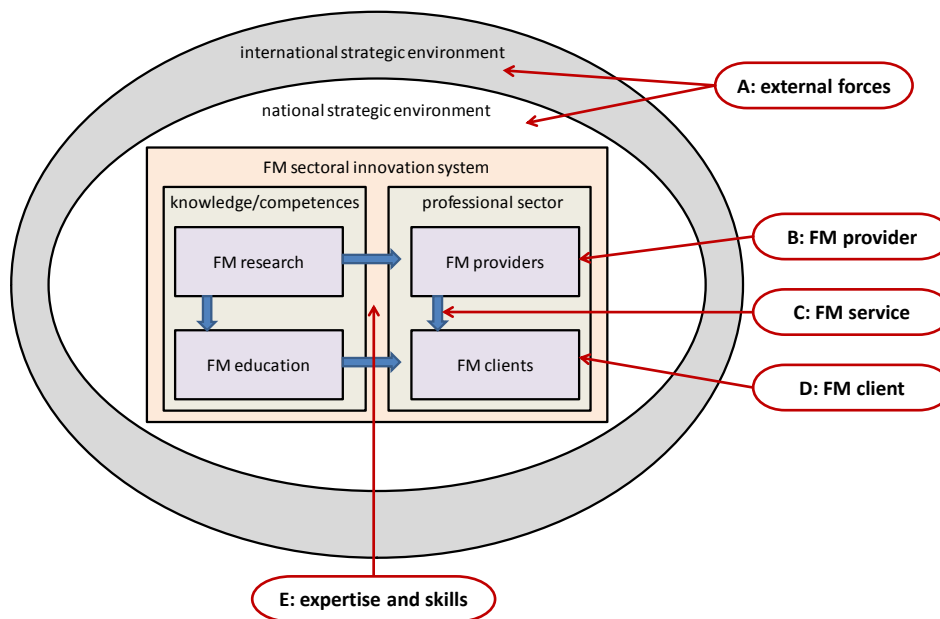 international strategic environment
A: external forces
national strategic environment
FM sectoral innovation system
knowledge/competences
professional sector
B: FM provider
FM research
FM providers
C: FM service
FM education
FM clients
D: FM client
E: expertise and skills